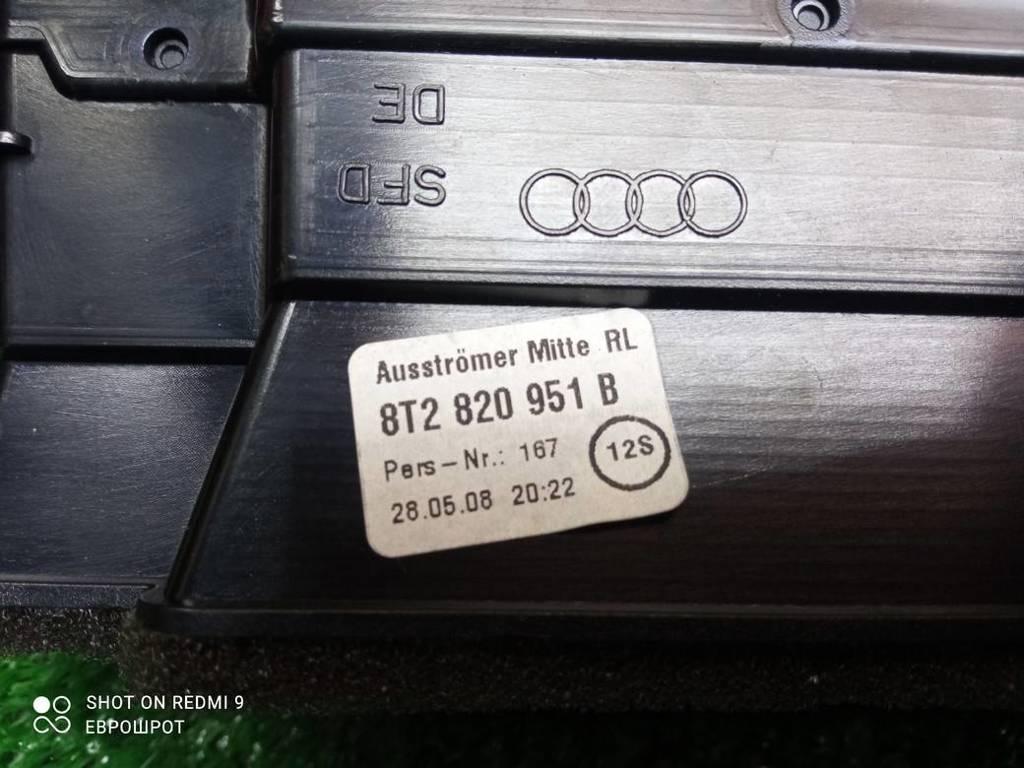 DE
SFD
Ausströmer Mitte RL
8T2 820 951 B
Pers-Nr.: 167
12S
28.05.08 20:22
SHOT ON REDMI 9
ЕВРОШРОТ